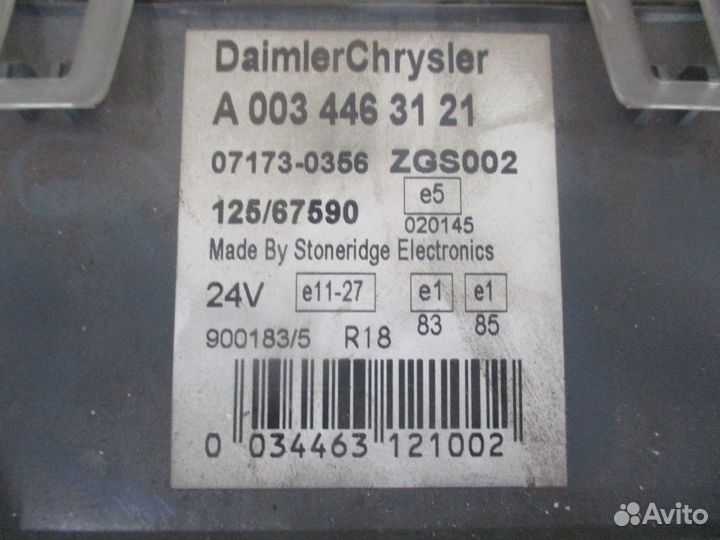 DaimlerChrysler
A 003 446 31 21
07173-0356 ZGS002
125/67590 e5
020145
Made By Stoneridge Electronics
24V e11-27 e1 e1
83 85
900183/5 R18
0 034463 121002
Avito